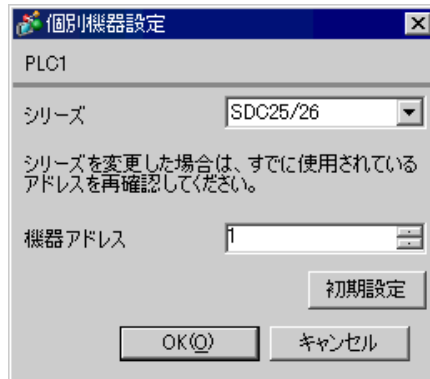 個別機器設定
PLC1
シリーズ
SDC25/26
シリーズを変更した場合は、すでに使用されている
アドレスを再確認してください。
機器アドレス
1
初期設定
OK(O)
キャンセル